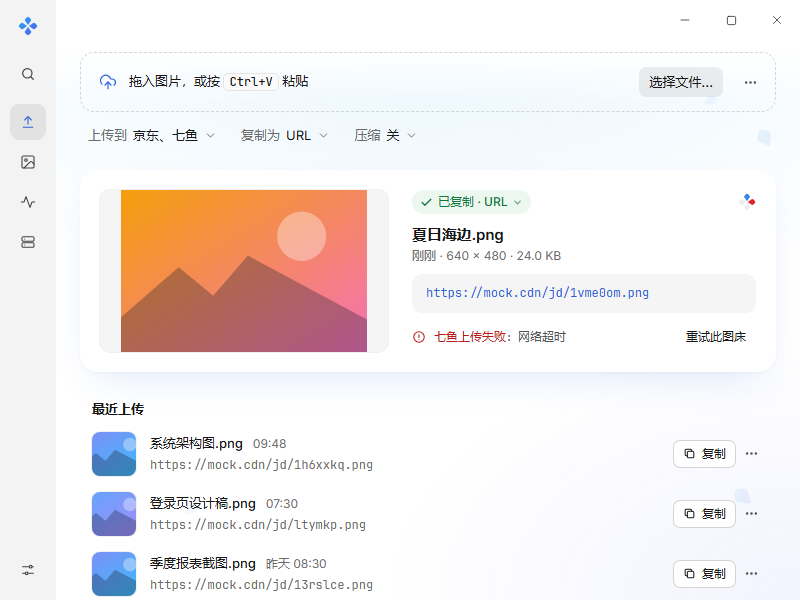 拖入图片，或按 Ctrl+V 粘贴
选择文件...
上传到 京东、七鱼
复制为 URL
压缩 关
已复制 · URL
夏日海边.png
刚刚 · 640 × 480 · 24.0 KB
https://mock.cdn/jd/1vme0om.png
七鱼上传失败：网络超时
重试此图床
最近上传
系统架构图.png 09:48
https://mock.cdn/jd/1h6xxkq.png
复制
登录页设计稿.png 07:30
https://mock.cdn/jd/ltymkp.png
复制
季度报表截图.png 昨天 08:30
https://mock.cdn/jd/13rslce.png
复制